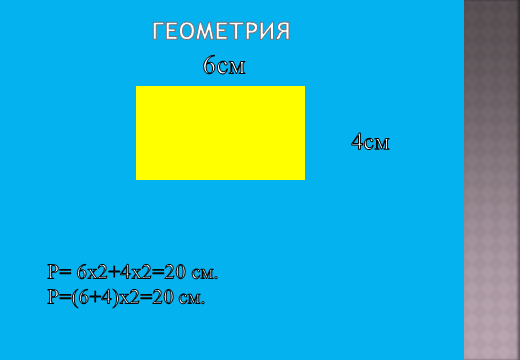 ГЕОМЕТРИЯ
6см
4см
Р= 6х2+4х2=20 см.
Р=(6+4)х2=20 см.